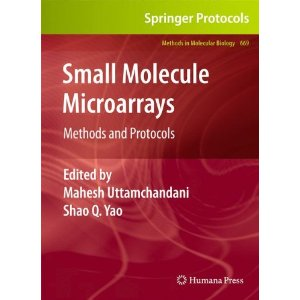 Springer Protocols
Methods in Molecular Biology 669
Small Molecule
Microarrays
Methods and Protocols
Edited by
Mahesh Uttamchandani
Shao Q. Yao
Humana Press